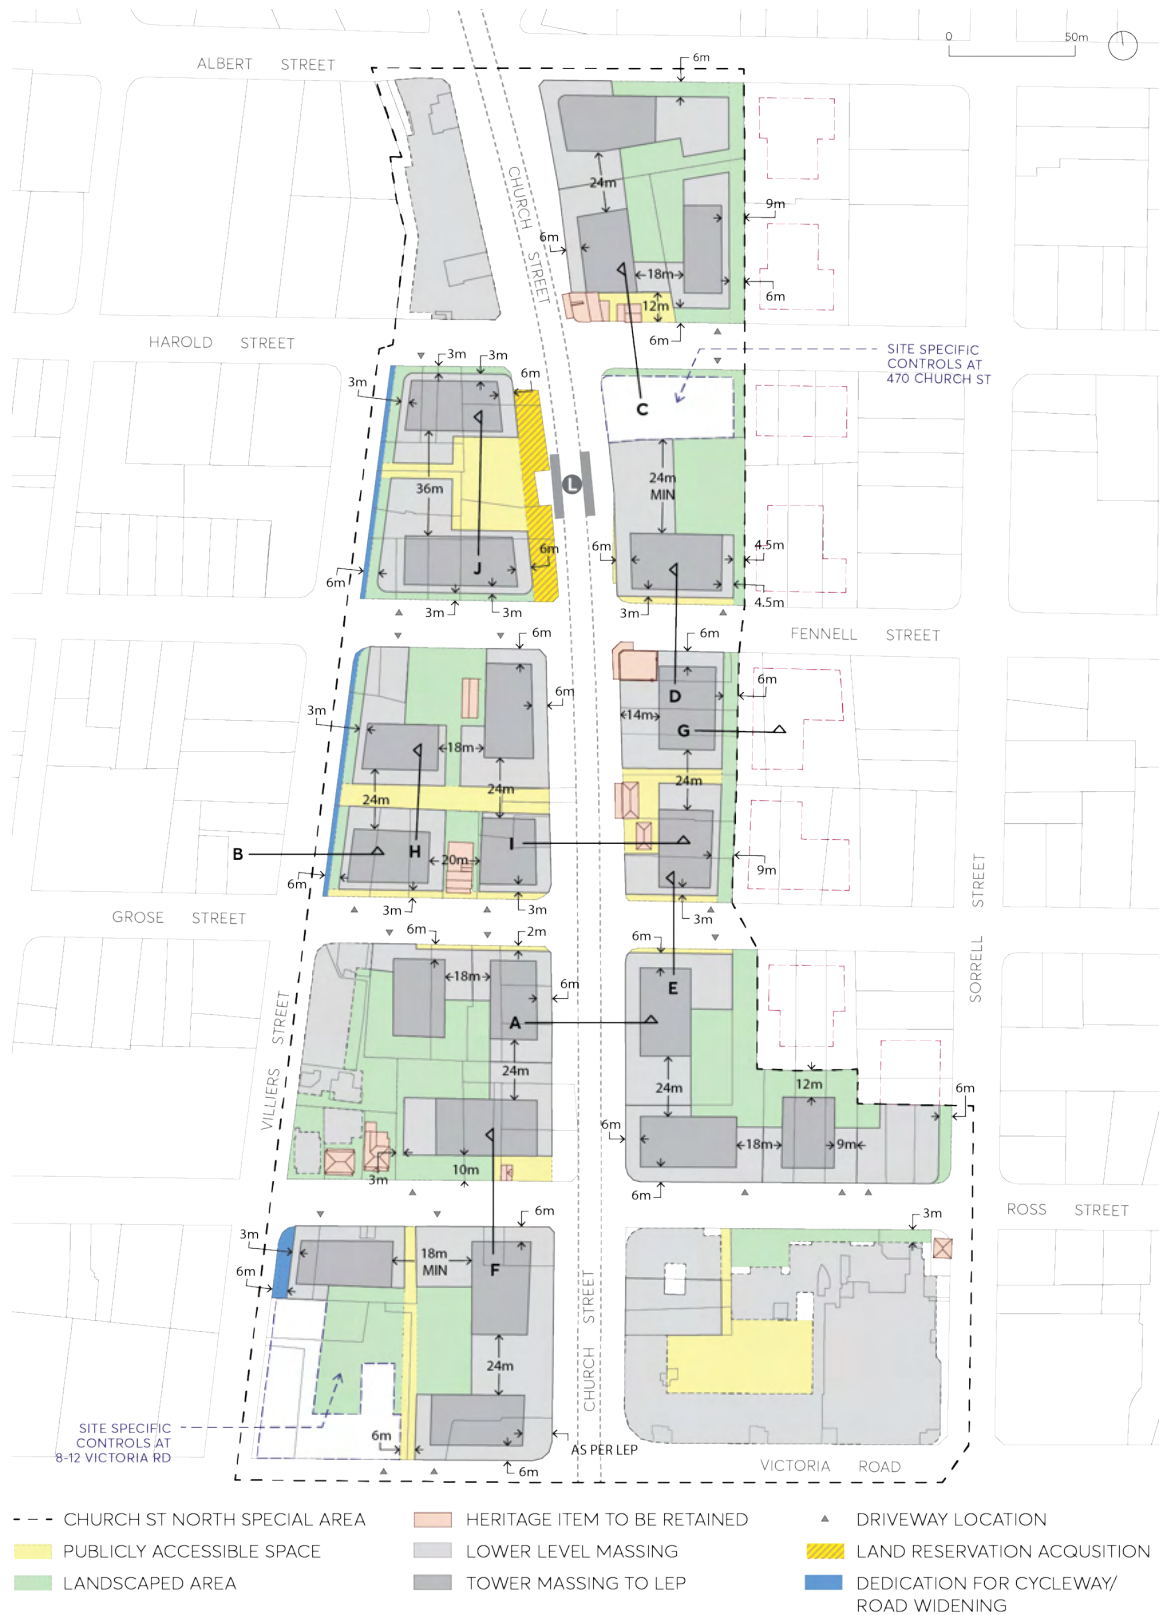 0 50m
ALBERT STREET
6m
CHURCH STREET
24m
9m
6m
18m
6m
12m
6m
HAROLD STREET
3m 3m
SITE SPECIFIC
CONTROLS AT
470 CHURCH ST
3m
6m
C
24m
MIN
36m
L
6m
6m
4.5m
J
6m
4.5m
3m 3m
3m
FENNELL STREET
6m
6m
6m
D
6m
3m
14m
G
18m
24m
24m
24m
B
H
I
20m
9m
6m
3m
3m
3m
GROSE STREET
STREET
6m
2m
6m
SORRELL
18m
6m
E
A
VILLIERS STREET
24m
24m
12m
6m
6m
18m
9m
10m
3m
6m
ROSS STREET
6m
3m
3m
18m
MIN
F
6m
CHURCH STREET
24m
SITE SPECIFIC
CONTROLS AT
8-12 VICTORIA RD
6m
AS PER LEP
6m
VICTORIA ROAD
CHURCH ST NORTH SPECIAL AREA
HERITAGE ITEM TO BE RETAINED
DRIVEWAY LOCATION
PUBLICLY ACCESSIBLE SPACE
LOWER LEVEL MASSING
LAND RESERVATION ACQUSITION
LANDSCAPED AREA
TOWER MASSING TO LEP
DEDICATION FOR CYCLEWAY/
ROAD WIDENING